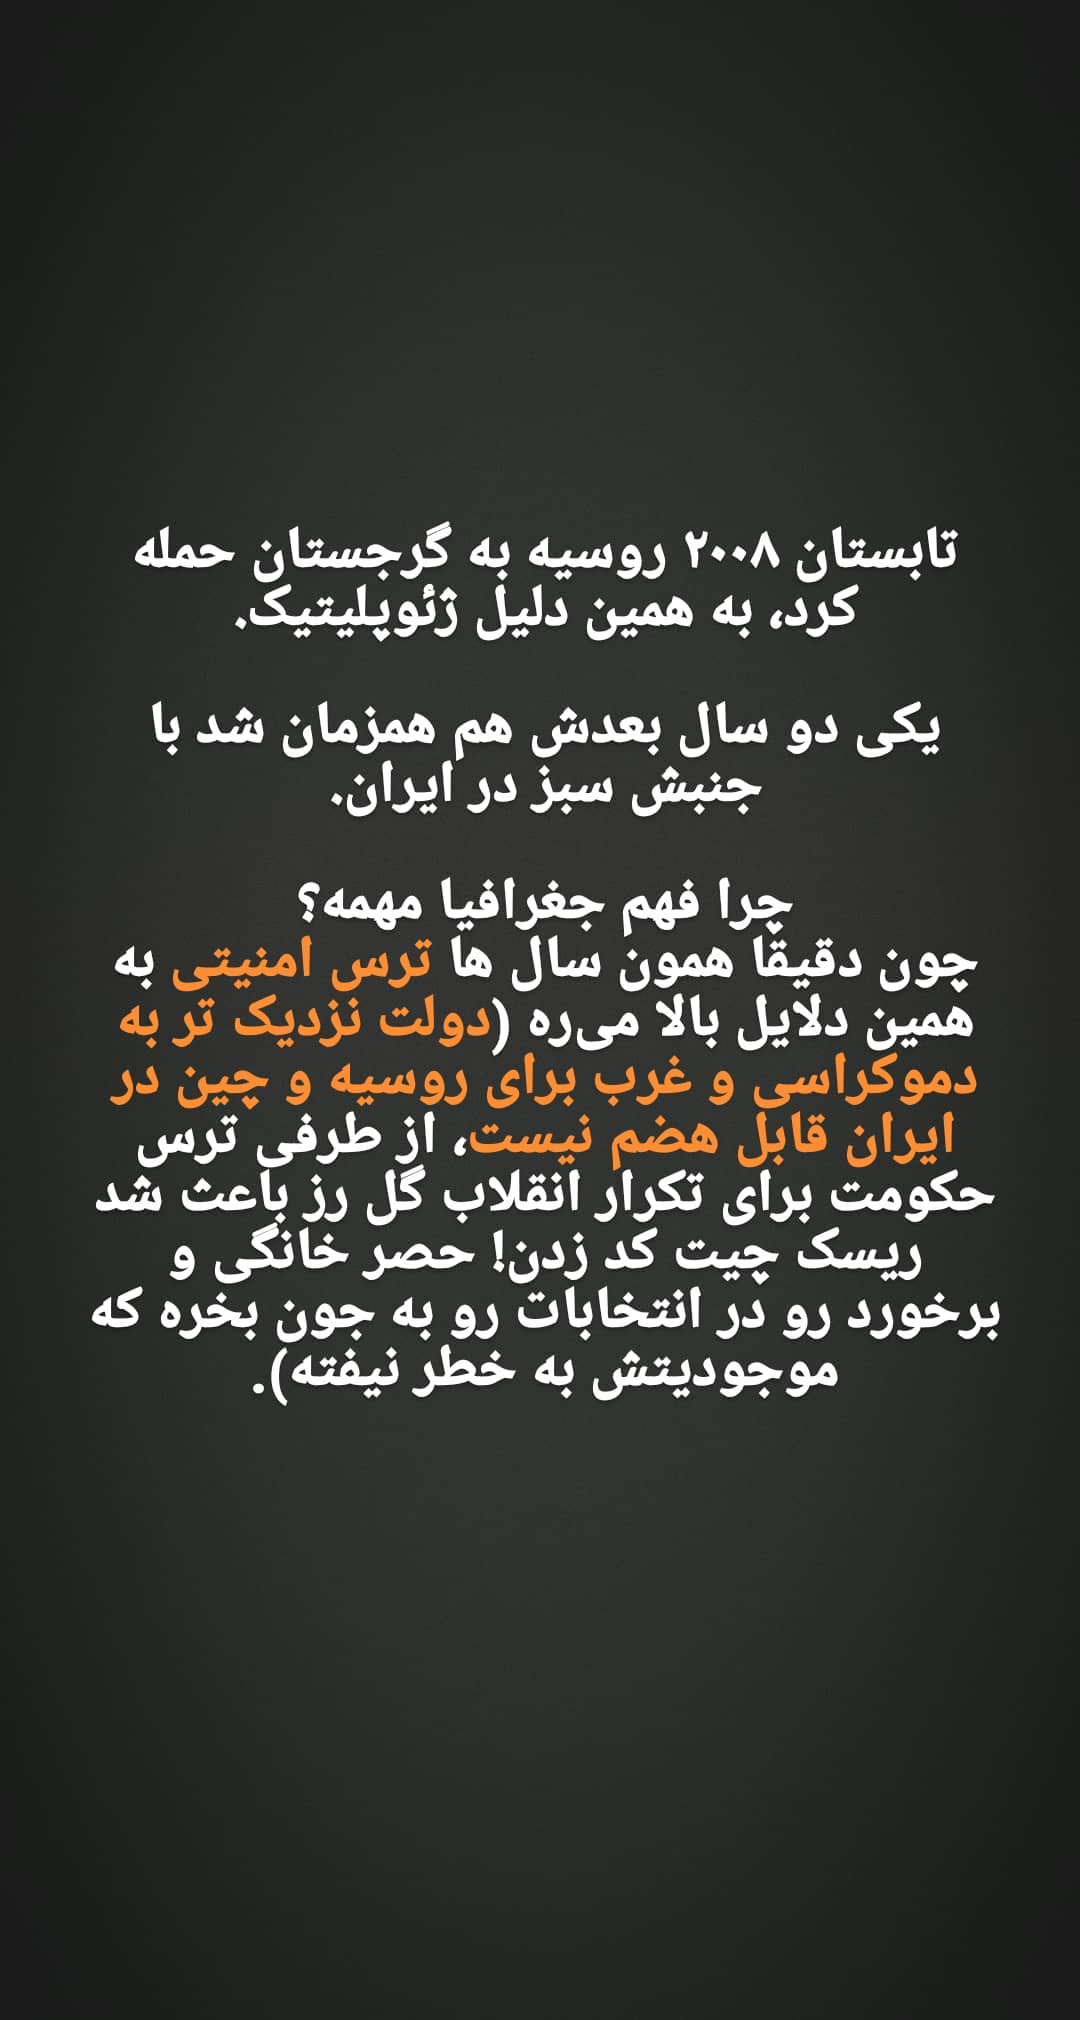 تابستان ۲۰۰۸ روسیه به گرجستان حمله
کرد، به همین دلیل ژئوپلیتیک.
یکی دو سال بعدش هم همزمان شد با
جنبش سبز در ایران.
چرا فهم جغرافیا مهمه؟
چون دقیقا همون سال ها ترس امنیتی به
همین دلایل بالا می‌ره (دولت نزدیک تر به
دموکراسی و غرب برای روسیه و چین در
ایران قابل هضم نیست، از طرفی ترس
حکومت برای تکرار انقلاب گل رز باعث شد
ریسک چیت کد زدن! حصر خانگی و
برخورد رو در انتخابات رو به جون بخره که
موجودیتش به خطر نیفته).